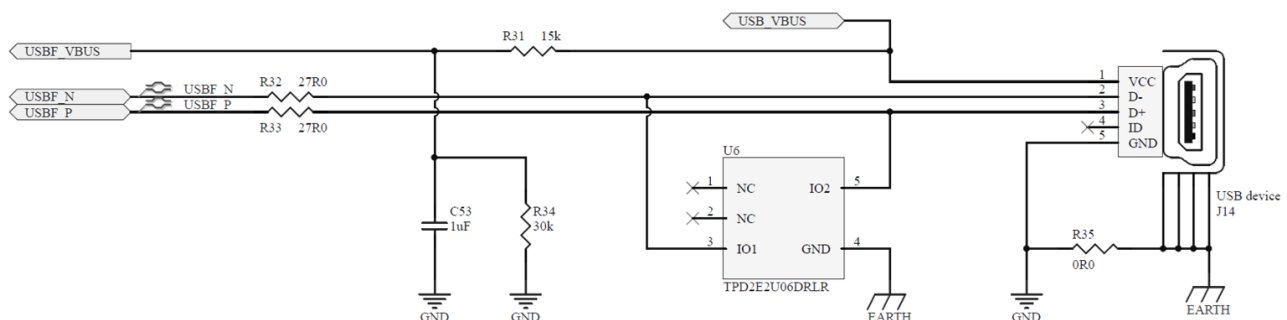 USB_VBUS
R31 15k
USBF_VBUS
1 VCC
R32 27R0
USBF_N
USBF_N
2 D-
USBF_P
USBF_P
3 D+
R33 27R0
4 ID
5 GND
U6
1 NC
IO2 5
2 NC
3 IO1
GND 4
TPD2E2U06DRLR
C53
1uF
R34
30k
USB device
J14
R35
0R0
GND
GND
EARTH
GND
EARTH